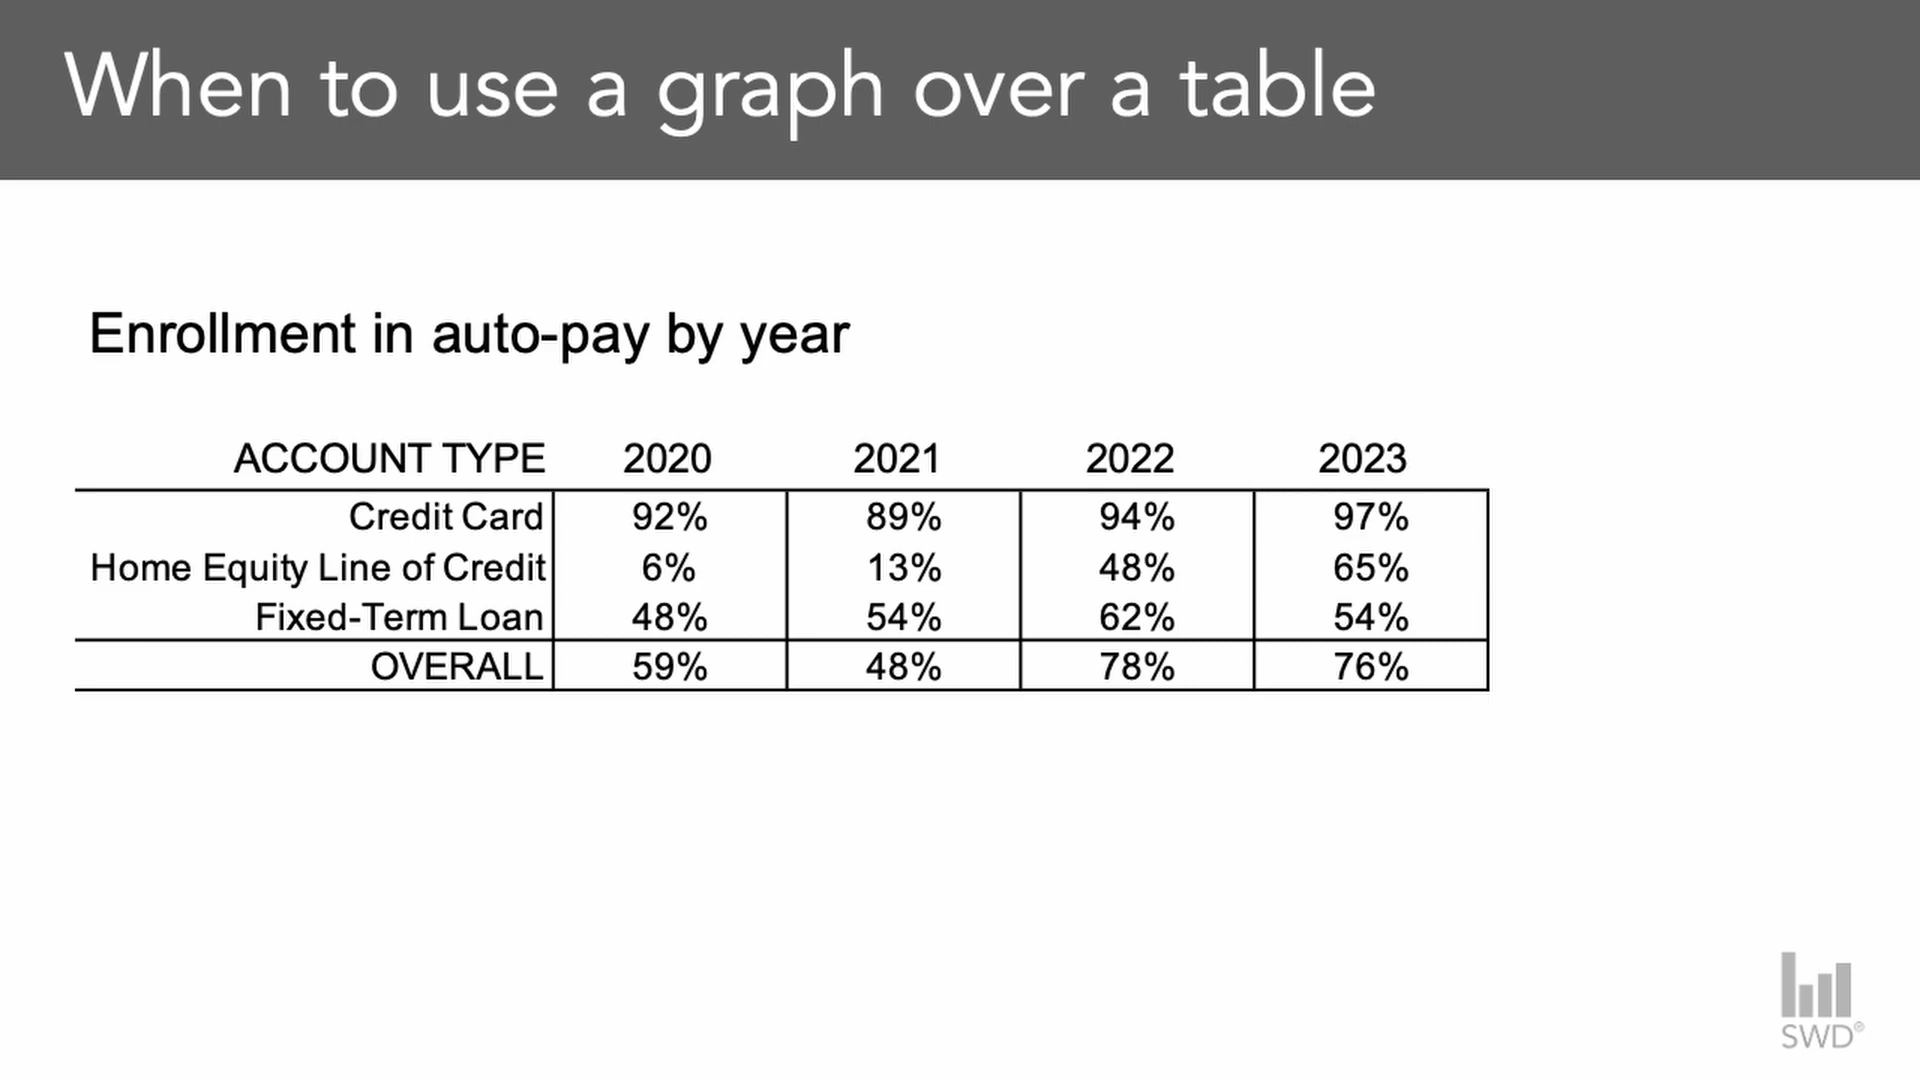 When to use a graph over a table
Enrollment in auto-pay by year
ACCOUNT TYPE 2020 2021 2022 2023
Credit Card 92% 89% 94% 97%
Home Equity Line of Credit 6% 13% 48% 65%
Fixed-Term Loan 48% 54% 62% 54%
OVERALL 59% 48% 78% 76%
SWD®